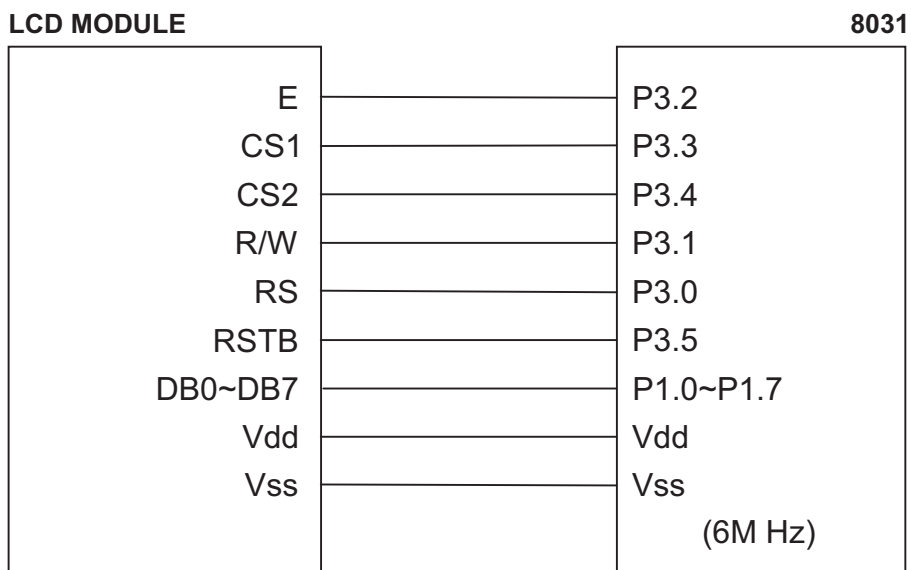 LCD MODULE 8031
E P3.2
CS1 P3.3
CS2 P3.4
R/W P3.1
RS P3.0
RSTB P3.5
DB0~DB7 P1.0~P1.7
Vdd Vdd
Vss Vss
(6M Hz)